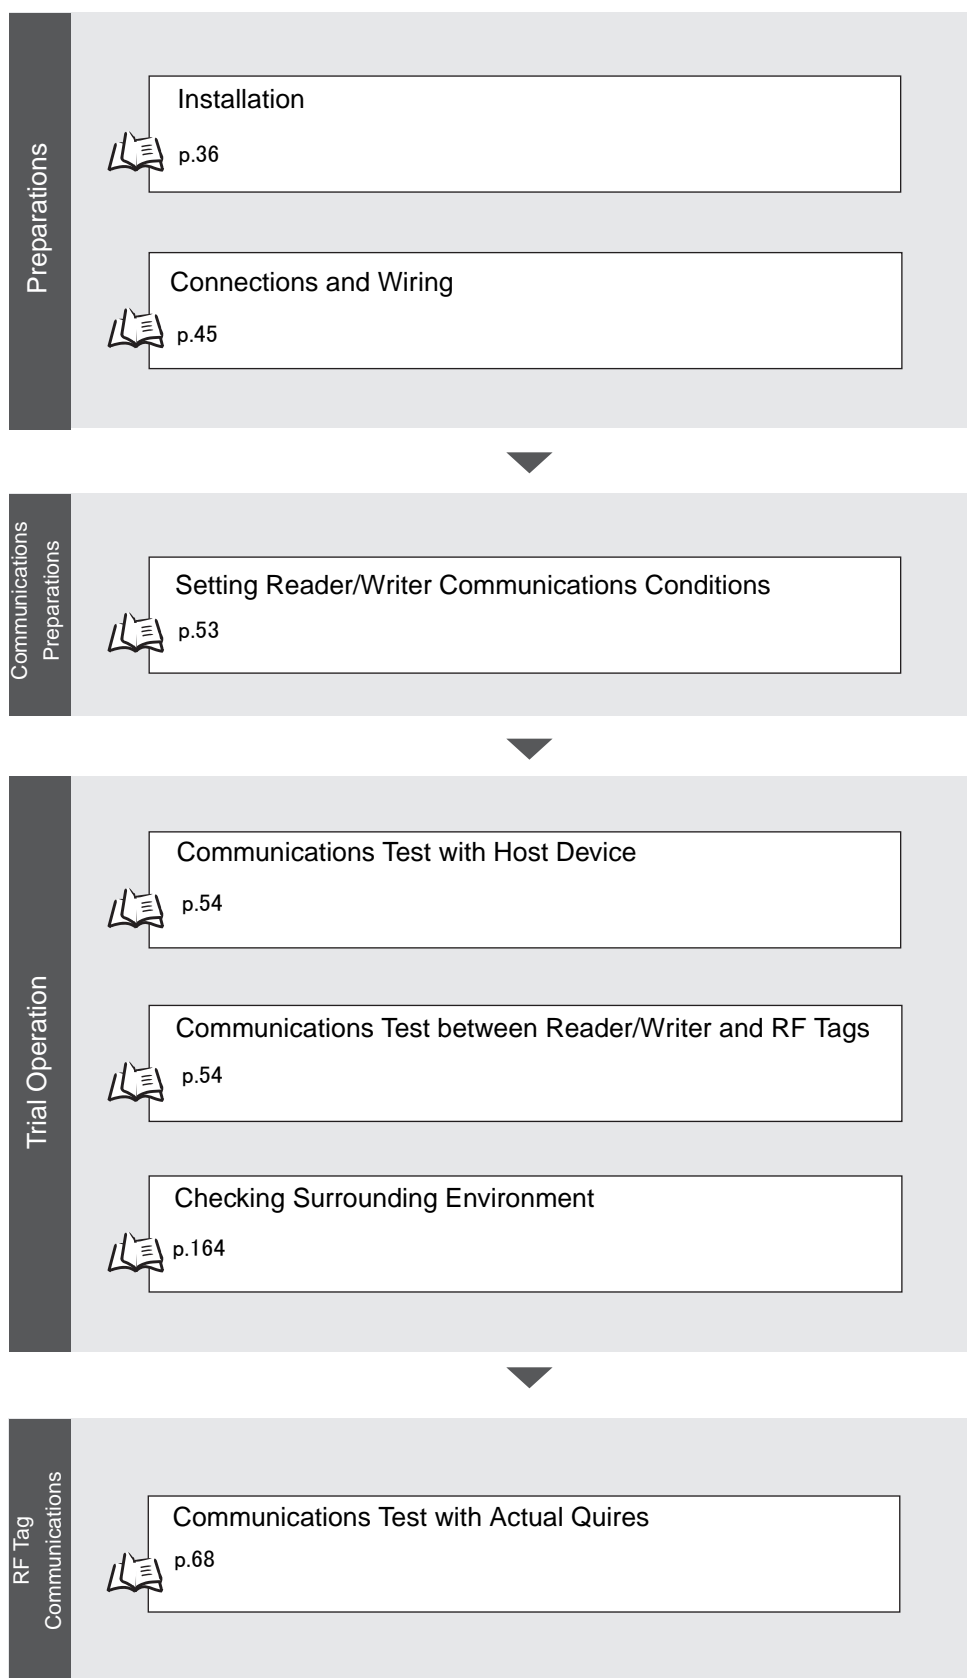 Preparations
Installation
p.36
Connections and Wiring
p.45
Communications
Preparations
Setting Reader/Writer Communications Conditions
p.53
Trial Operation
Communications Test with Host Device
p.54
Communications Test between Reader/Writer and RF Tags
p.54
Checking Surrounding Environment
p.164
RF Tag
Communications
Communications Test with Actual Quires
p.68